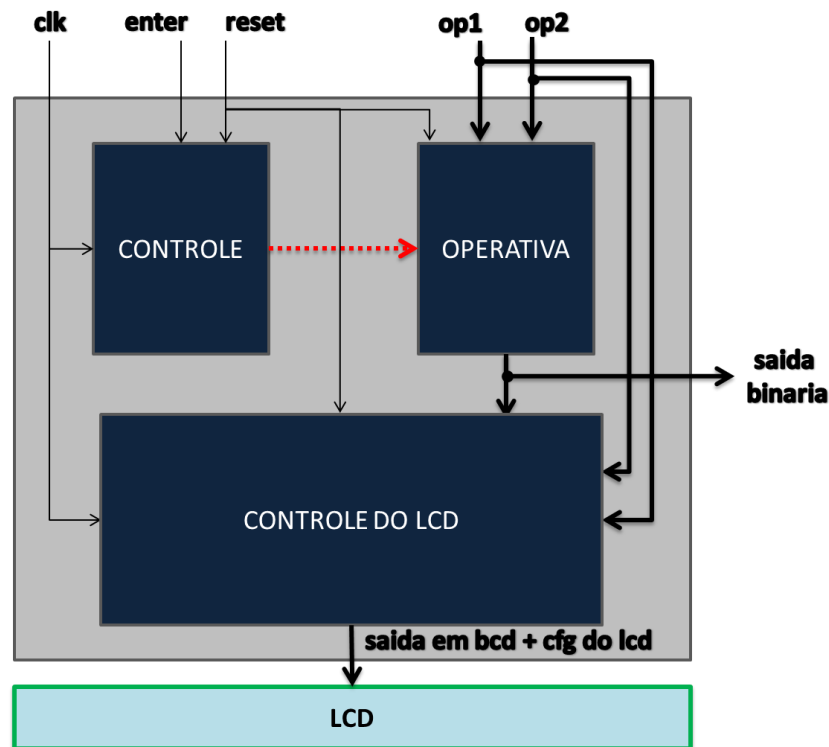 clk enter reset op1 op2
CONTROLE OPERATIVA
saida
binaria
CONTROLE DO LCD
saida em bcd + cfg do lcd
LCD